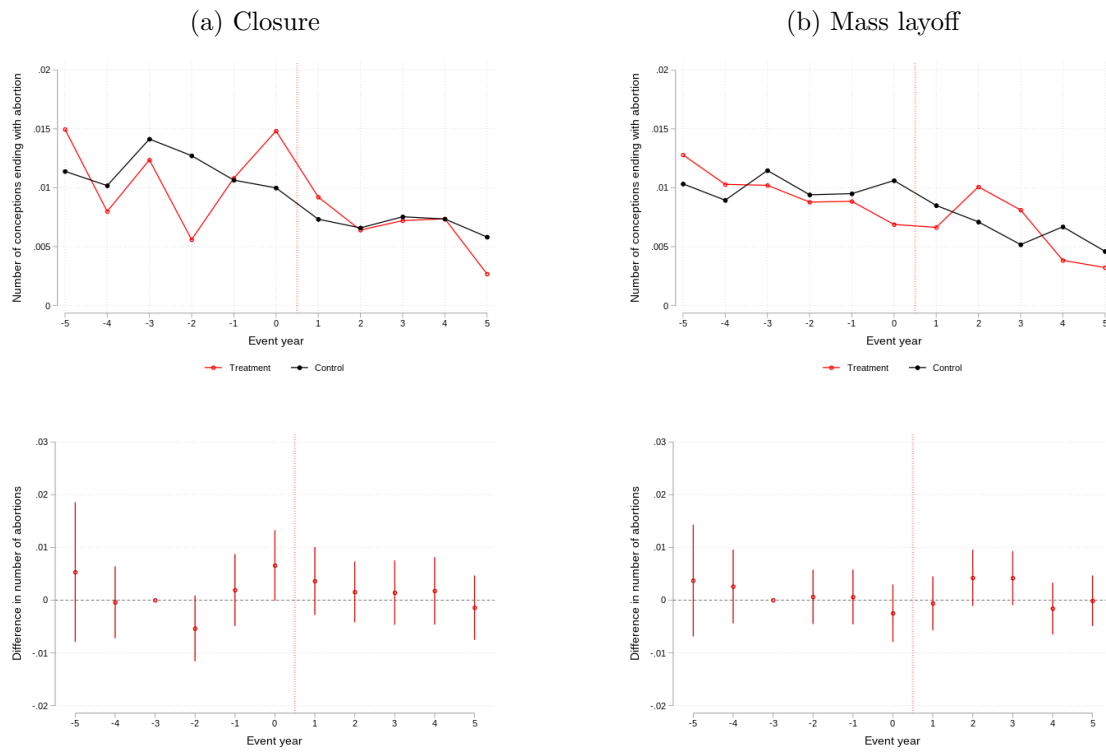 (a) Closure
Number of conceptions ending with abortion
.02
.015
.01
.005
0
-5 -4 -3 -2 -1 0 1 2 3 4 5
Event year
Treatment Control
(b) Mass layoff
Number of conceptions ending with abortion
.02
.015
.01
.005
0
-5 -4 -3 -2 -1 0 1 2 3 4 5
Event year
Treatment Control
Difference in number of abortions
.03
.02
.01
0
-.01
-.02
-5 -4 -3 -2 -1 0 1 2 3 4 5
Event year
Difference in number of abortions
.03
.02
.01
0
-.01
-.02
-5 -4 -3 -2 -1 0 1 2 3 4 5
Event year